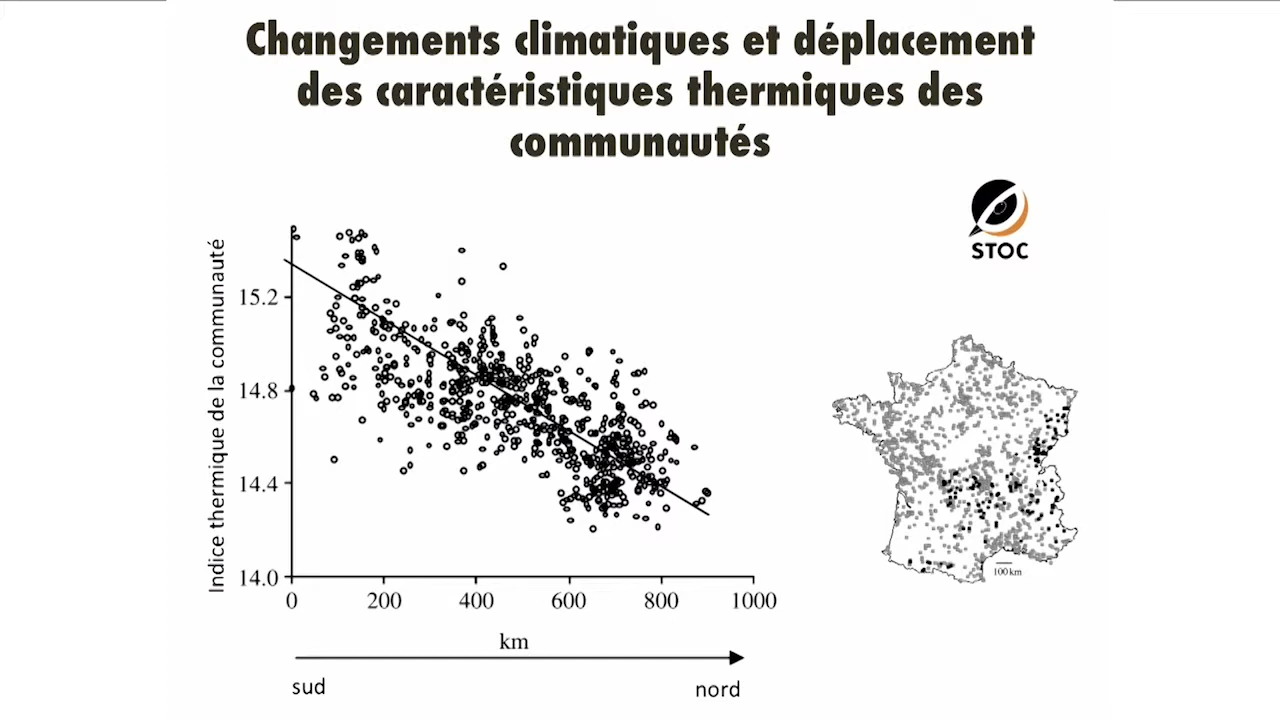 Changements climatiques et déplacement
des caractéristiques thermiques des
communautés
STOC
Indice thermique de la communauté
15.2
14.8
14.4
14.0
0 200 400 600 800 1000
km
sud nord
100 km